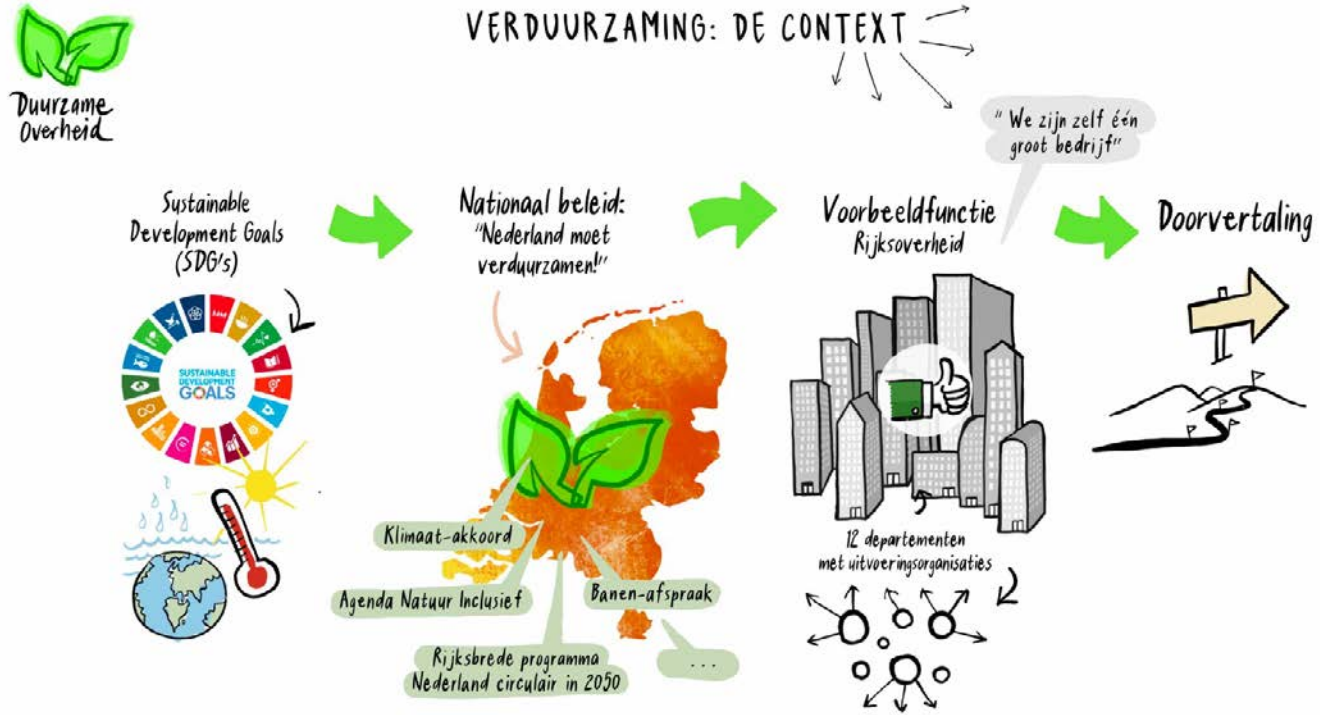 VERDUURZAMING: DE CONTEXT
Duurzame
Overheid
Sustainable
Development Goals
(SDG's)
SUSTAINABLE
DEVELOPMENT
GOALS
Nationaal beleid:
"Nederland moet
verduurzamen!"
Klimaat-akkoord
Agenda Natuur Inclusief
Rijksbrede programma
Nederland circulair in 2050
Banen-afspraak
...
Voorbeeldfunctie
Rijksoverheid
"We zijn zelf één
groot bedrijf"
12 departementen
met uitvoeringsorganisaties
Doorvertaling